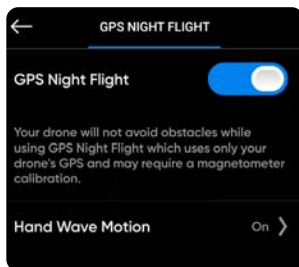 GPS NIGHT FLIGHT
GPS Night Flight
Your drone will not avoid obstacles while
using GPS Night Flight which uses only your
drone's GPS and may require a magnetometer
calibration.
Hand Wave Motion On